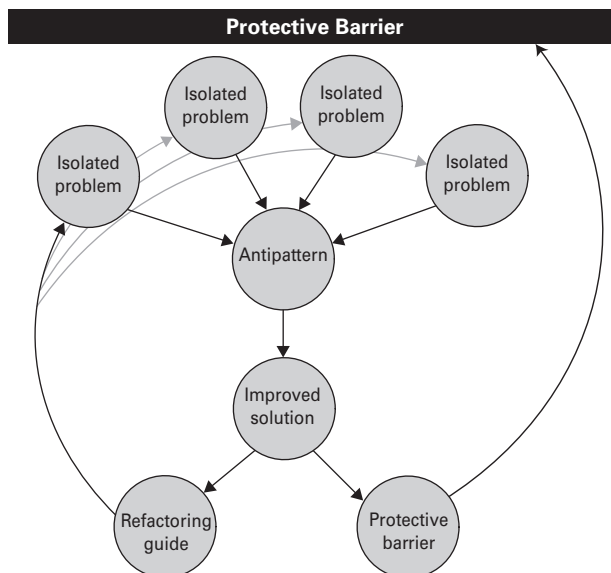 Protective Barrier
Isolated
problem
Isolated
problem
Isolated
problem
Isolated
problem
Antipattern
Improved
solution
Refactoring
guide
Protective
barrier